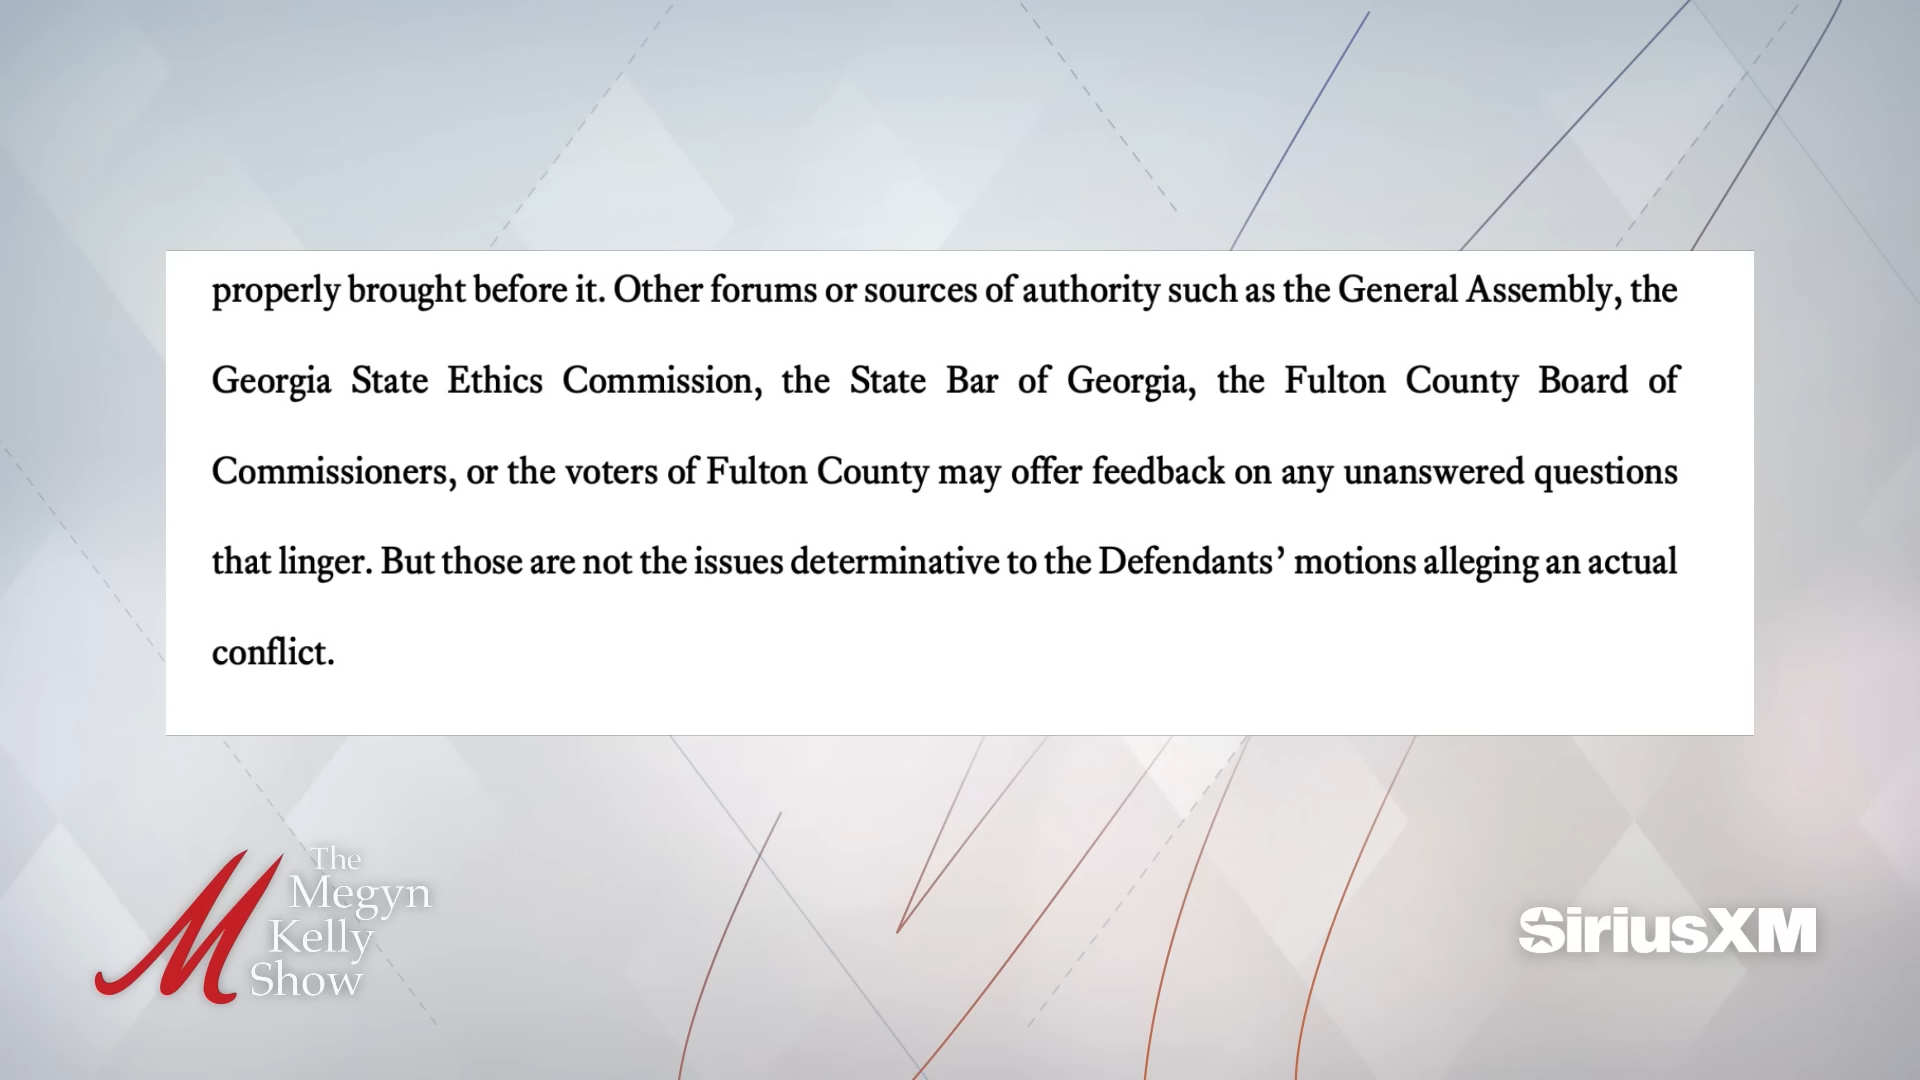 properly brought before it. Other forums or sources of authority such as the General Assembly, the
Georgia State Ethics Commission, the State Bar of Georgia, the Fulton County Board of
Commissioners, or the voters of Fulton County may offer feedback on any unanswered questions
that linger. But those are not the issues determinative to the Defendants’ motions alleging an actual
conflict.
The
Megyn
Kelly
Show
SiriusXM